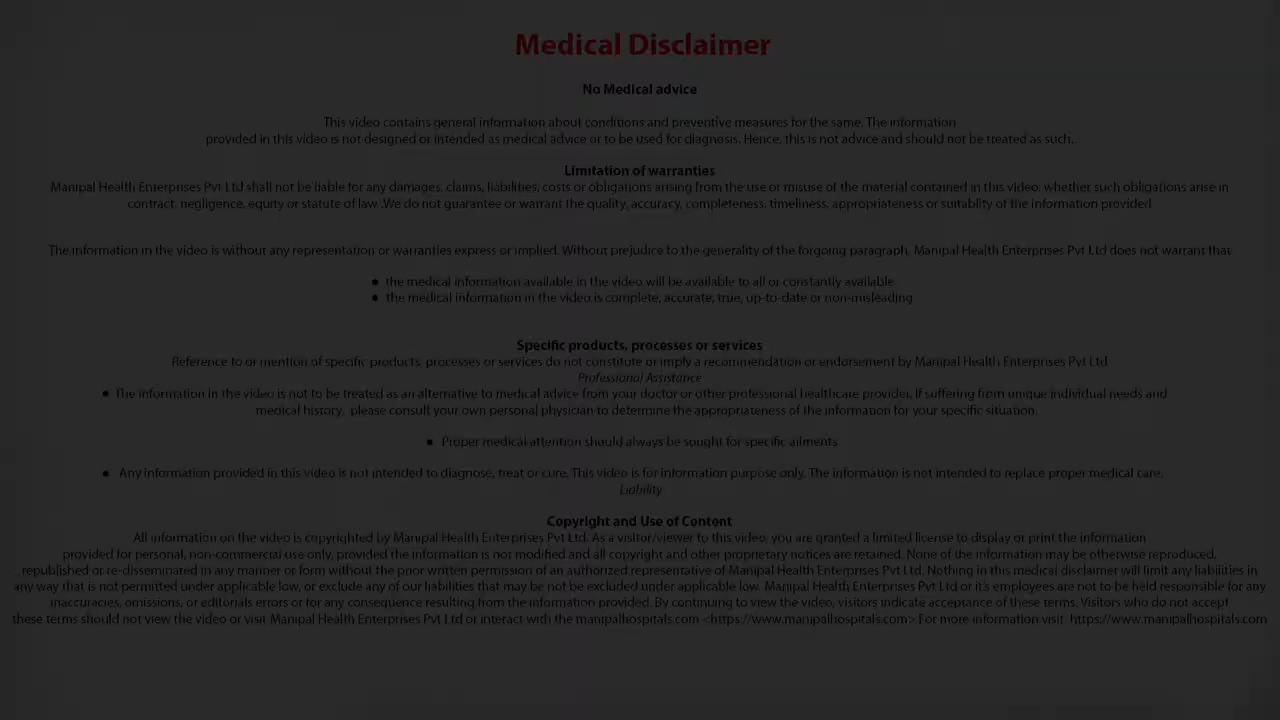 Medical Disclaimer
No Medical advice
This video contains general information about conditions and preventive measures for the same. The information
provided in this video is not designed or intended as medical advice or to be used for diagnosis. Hence, this is not advice and should not be treated as such.
Limitation of warranties
Manipal Health Enterprises Pvt Ltd shall not be liable for any damages, claims, liabilities, costs or obligations arising from the use or misuse of the material contained in this video, whether such obligations arise in
contract, negligence, equity or statute of law .We do not guarantee or warrant the quality, accuracy, completeness, timeliness, appropriateness or suitablity of the information provided
The information in the video is without any representation or warranties express or implied. Without prejudice to the generality of the forgoing paragraph, Manipal Health Enterprises Pvt Ltd does not warrant that
● the medical information available in the video will be available to all or constantly available
● the medical information in the video is complete, accurate, true, up-to-date or non-misleading
Specific products, processes or services
Reference to or mention of specific products, processes or services do not constitute or imply a recommendation or endorsement by Manipal Health Enterprises Pvt Ltd
Professional Assistance
● The information in the video is not to be treated as an alternative to medical advice from your doctor or other professional healthcare provider. If suffering from unique individual needs and
medical history, please consult your own personal physician to determine the appropriateness of the information for your specific situation.
● Proper medical attention should always be sought for specific ailments
● Any information provided in this video is not intended to diagnose, treat or cure. This video is for information purpose only. The information is not intended to replace proper medical care.
Liability
Copyright and Use of Content
All information on the video is copyrighted by Manipal Health Enterprises Pvt Ltd. As a visitor/viewer to this video, you are granted a limited license to display or print the information
provided for personal, non-commercial use only, provided the information is not modified and all copyright and other proprietary notices are retained. None of the information may be otherwise reproduced,
republished or re-disseminated in any manner or form without the prior written permission of an authorized representative of Manipal Health Enterprises Pvt Ltd. Nothing in this medical disclaimer will limit any liabilities in
any way that is not permitted under applicable low, or exclude any of our liabilities that may be not be excluded under applicable low. Manipal Health Enterprises Pvt Ltd or it's employees are not to be held responsible for any
inaccuracies, omissions, or editorials errors or for any consequence resulting from the information provided. By continuing to view the video, visitors indicate acceptance of these terms. Visitors who do not accept
these terms should not view the video or visit Manipal Health Enterprises Pvt Ltd or interact with the manipalhospitals.com <https://www.manipalhospitals.com> For more information visit https://www.manipalhospitals.com